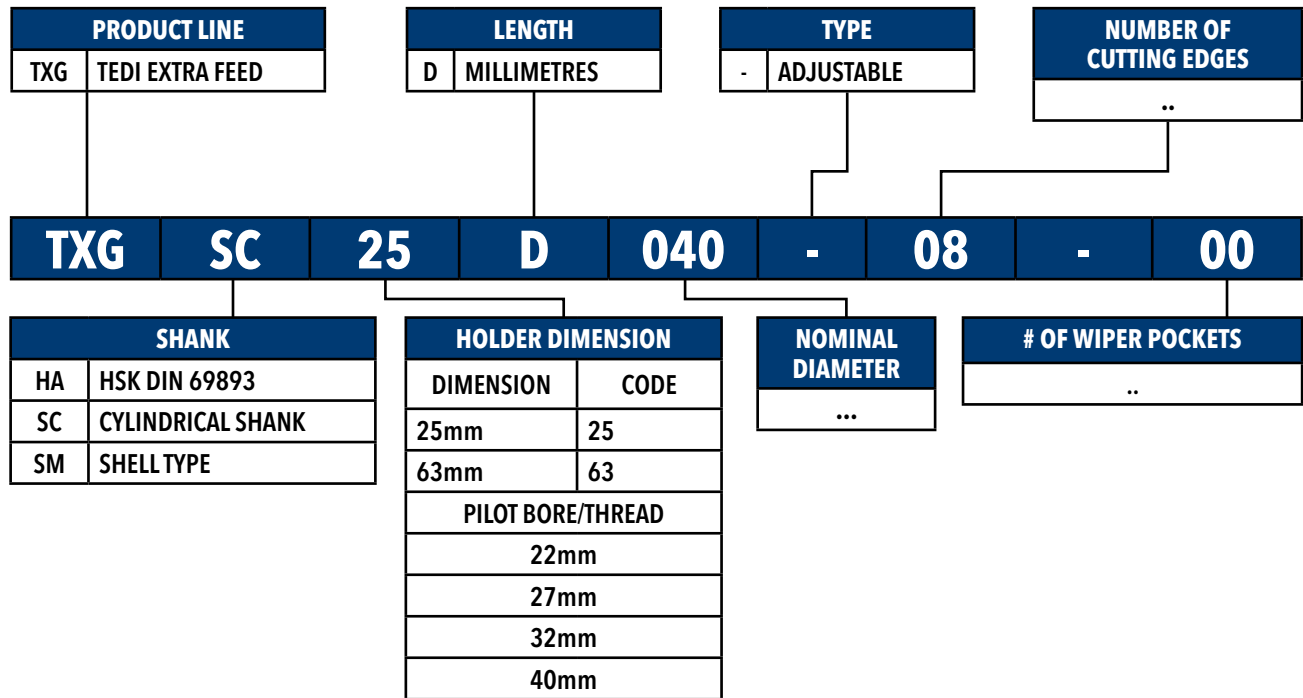 PRODUCT LINE
TXG TEDI EXTRA FEED
LENGTH
D MILLIMETRES
TYPE
- ADJUSTABLE
NUMBER OF
CUTTING EDGES
..
TXG SC 25 D 040 - 08 - 00
SHANK
HA HSK DIN 69893
SC CYLINDRICAL SHANK
SM SHELL TYPE
HOLDER DIMENSION
DIMENSION CODE
25mm 25
63mm 63
PILOT BORE/THREAD
22mm
27mm
32mm
40mm
NOMINAL
DIAMETER
...
# OF WIPER POCKETS
..